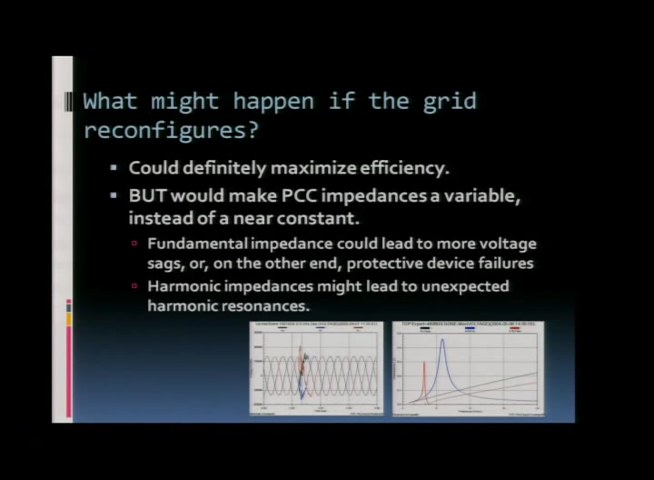 What might happen if the grid
reconfigures?
Could definitely maximize efficiency.
BUT would make PCC impedances a variable,
instead of a near constant.
Fundamental impedance could lead to more voltage
sags, or, on the other end, protective device failures
Harmonic impedances might lead to unexpected
harmonic resonances.